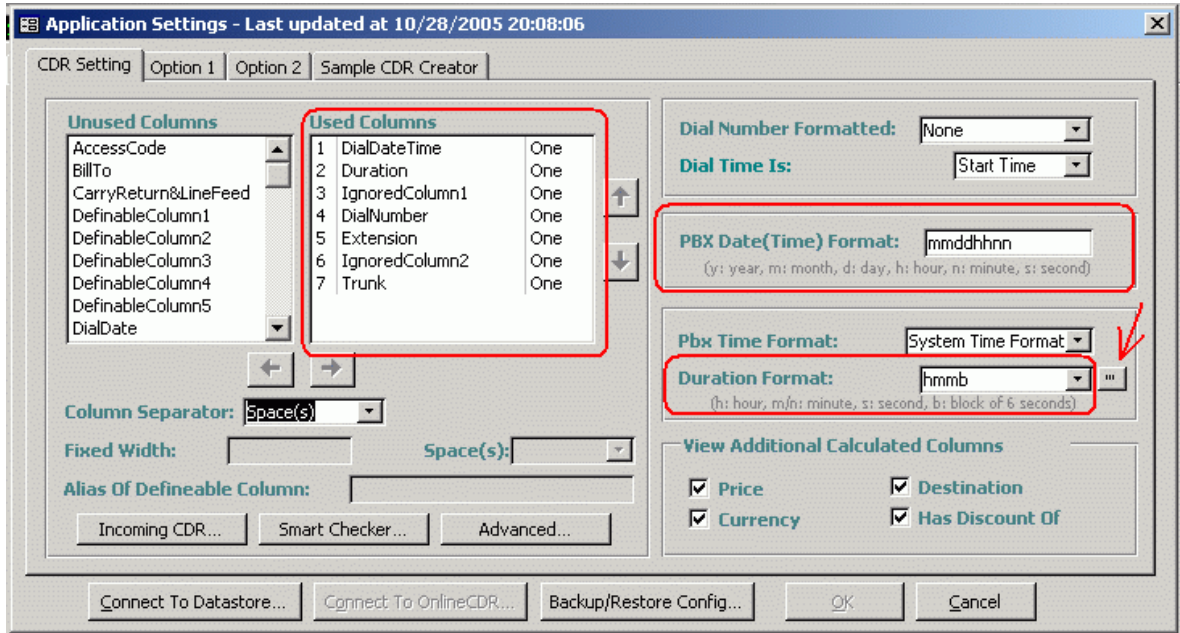 Application Settings - Last updated at 10/28/2005 20:08:06
CDR Setting Option 1 Option 2 Sample CDR Creator
Unused Columns
AccessCode
BillTo
CarryReturn&LineFeed
DefinableColumn1
DefinableColumn2
DefinableColumn3
DefinableColumn4
DefinableColumn5
DialDate
Used Columns
1 DialDateTime One
2 Duration One
3 IgnoredColumn1 One
4 DialNumber One
5 Extension One
6 IgnoredColumn2 One
7 Trunk One
Column Separator: Space(s)
Fixed Width: Space(s):
Alias Of Defineable Column:
Incoming CDR... Smart Checker... Advanced...
Dial Number Formatted: None
Dial Time Is: Start Time
PBX Date(Time) Format: mmddhhnn
(y: year, m: month, d: day, h: hour, n: minute, s: second)
Pbx Time Format: System Time Format
Duration Format: hmmb ...
(h: hour, m/n: minute, s: second, b: block of 6 seconds)
View Additional Calculated Columns
Price Destination
Currency Has Discount Of
Connect To Datastore... Connect To OnlineCDR... Backup/Restore Config... OK Cancel